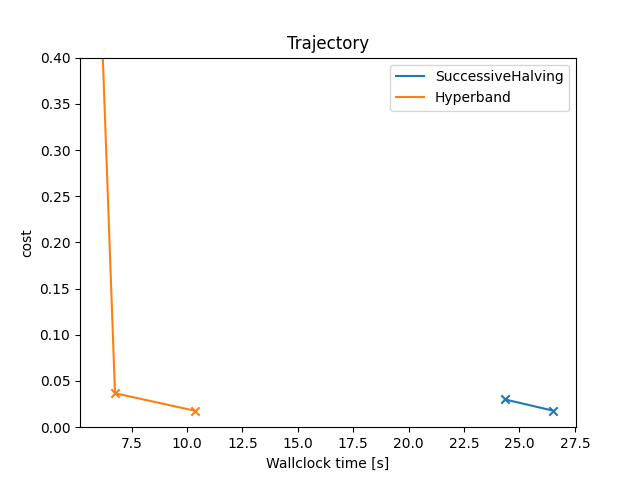 Trajectory
SuccessiveHalving
Hyperband
0.40
0.35
0.30
0.25
0.20
0.15
0.10
0.05
0.00
cost
7.5 10.0 12.5 15.0 17.5 20.0 22.5 25.0 27.5
Wallclock time [s]